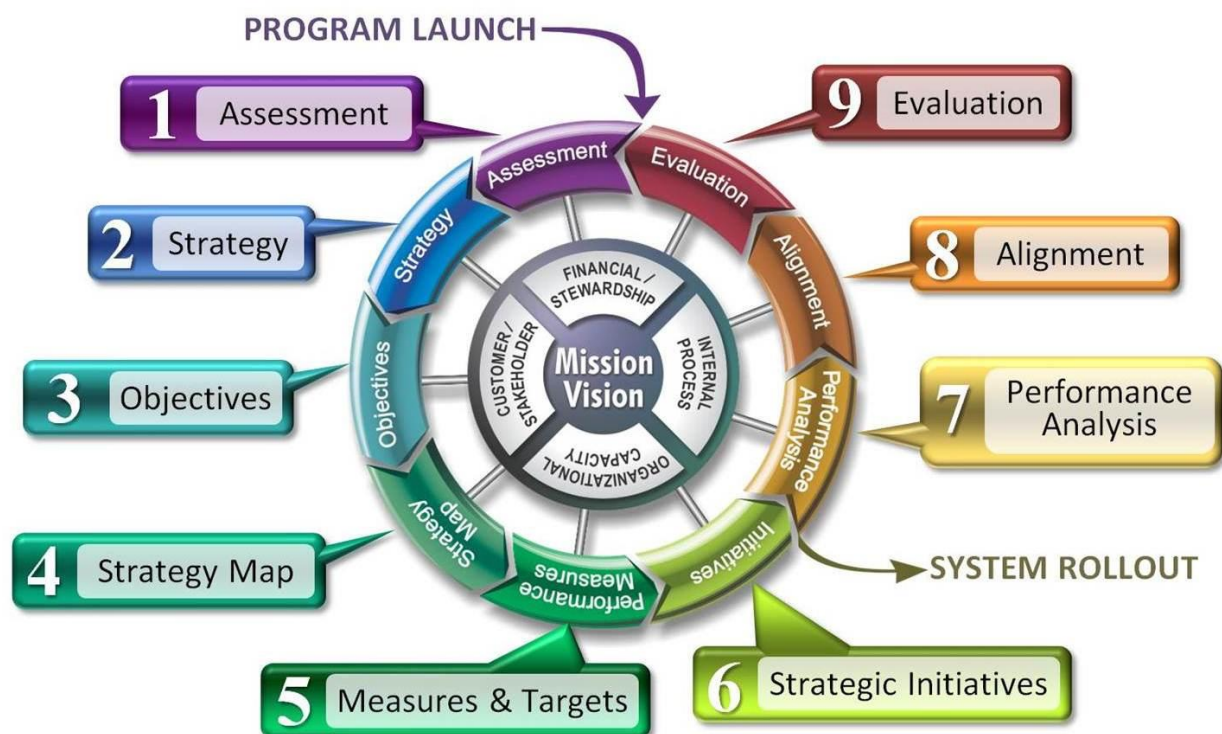 PROGRAM LAUNCH
1 Assessment
9 Evaluation
2 Strategy
8 Alignment
3 Objectives
7 Performance
Analysis
4 Strategy Map
SYSTEM ROLLOUT
5 Measures & Targets
6 Strategic Initiatives
Assessment
Strategy
Objectives
Strategy
Map
Performance
Measures
Initiatives
Performance
Analysis
Alignment
Evaluation
FINANCIAL /
STEWARDSHIP
CUSTOMER /
STAKEHOLDER
INTERNAL
PROCESS
ORGANIZATIONAL
CAPACITY
Mission
Vision